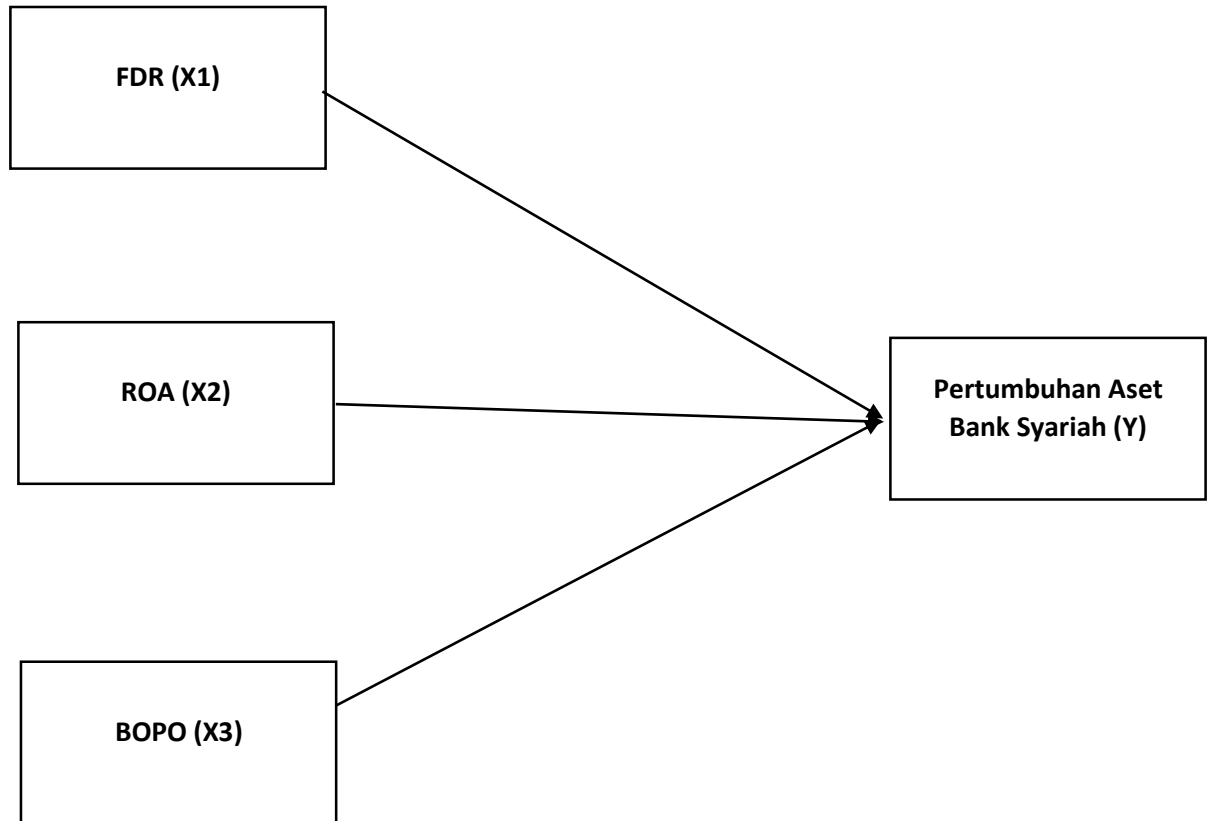 FDR (X1)
ROA (X2)
Pertumbuhan Aset
Bank Syariah (Y)
BOPO (X3)